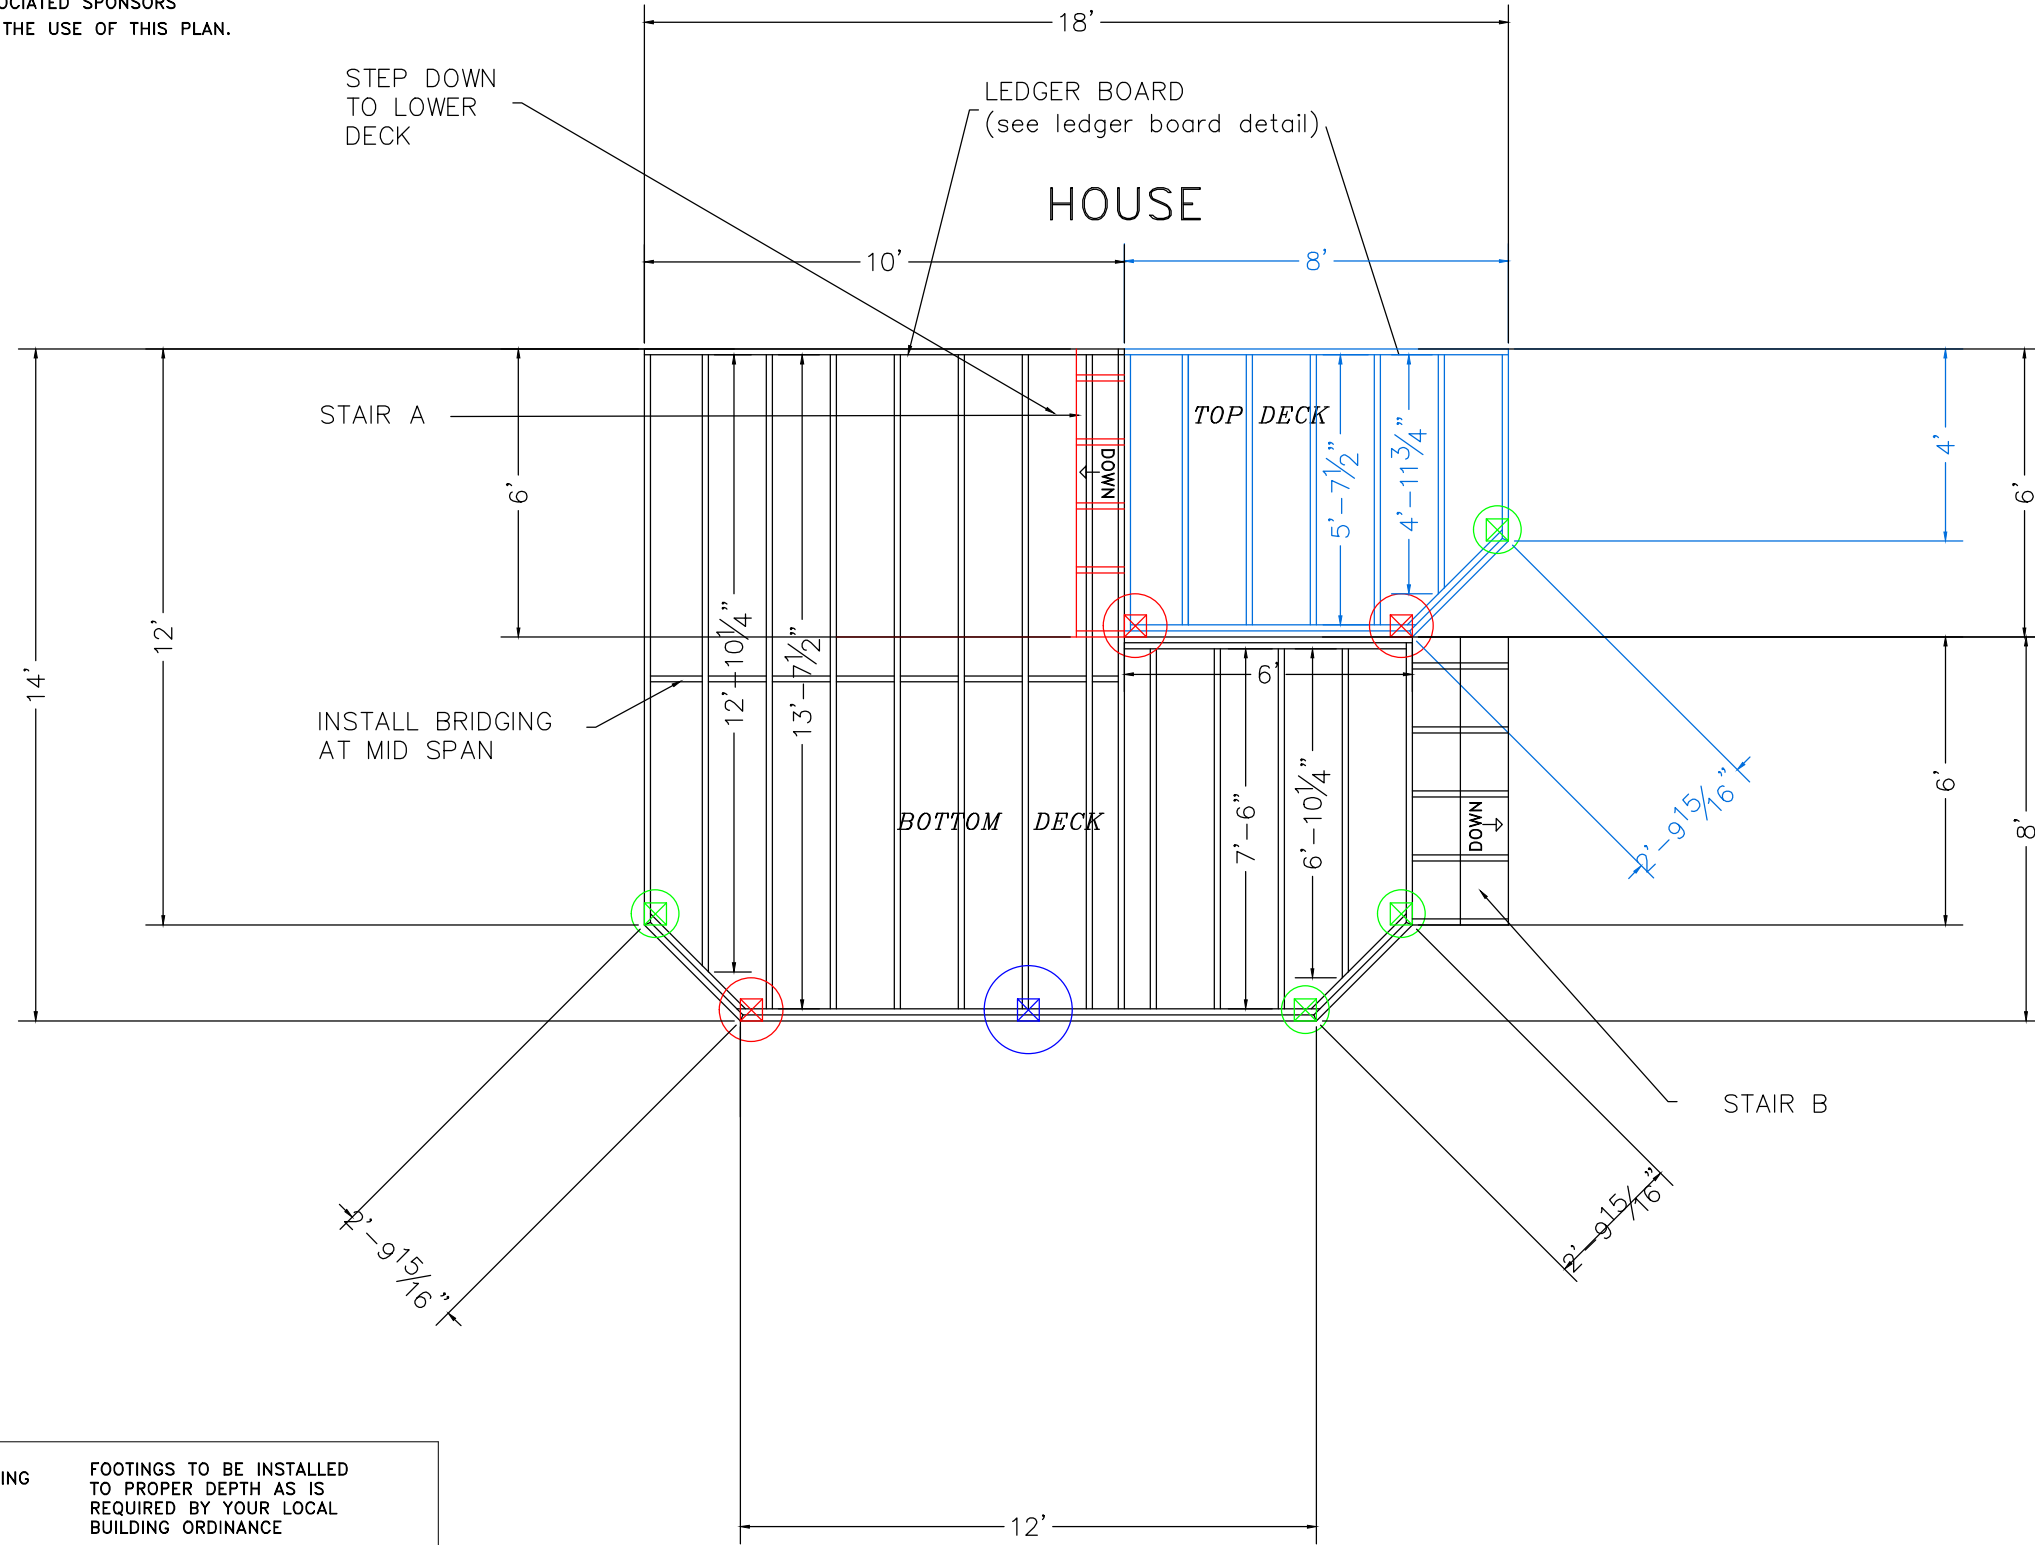 OCIATED SPONSORS
THE USE OF THIS PLAN.
18'
STEP DOWN
TO LOWER
DECK
LEDGER BOARD
(see ledger board detail)
HOUSE
10'
8'
STAIR A
TOP DECK
DOWN
5'-7½"
4'-11¾"
6'
4'
6'
14'
12'
12'-10¼"
13'-7½"
6'
INSTALL BRIDGING
AT MID SPAN
BOTTOM DECK
7'-6"
6'-10¼"
DOWN
6'
8'
2'-9 15/16"
STAIR B
2'-9 15/16"
2'-9 15/16"
12'
ING
FOOTINGS TO BE INSTALLED
TO PROPER DEPTH AS IS
REQUIRED BY YOUR LOCAL
BUILDING ORDINANCE